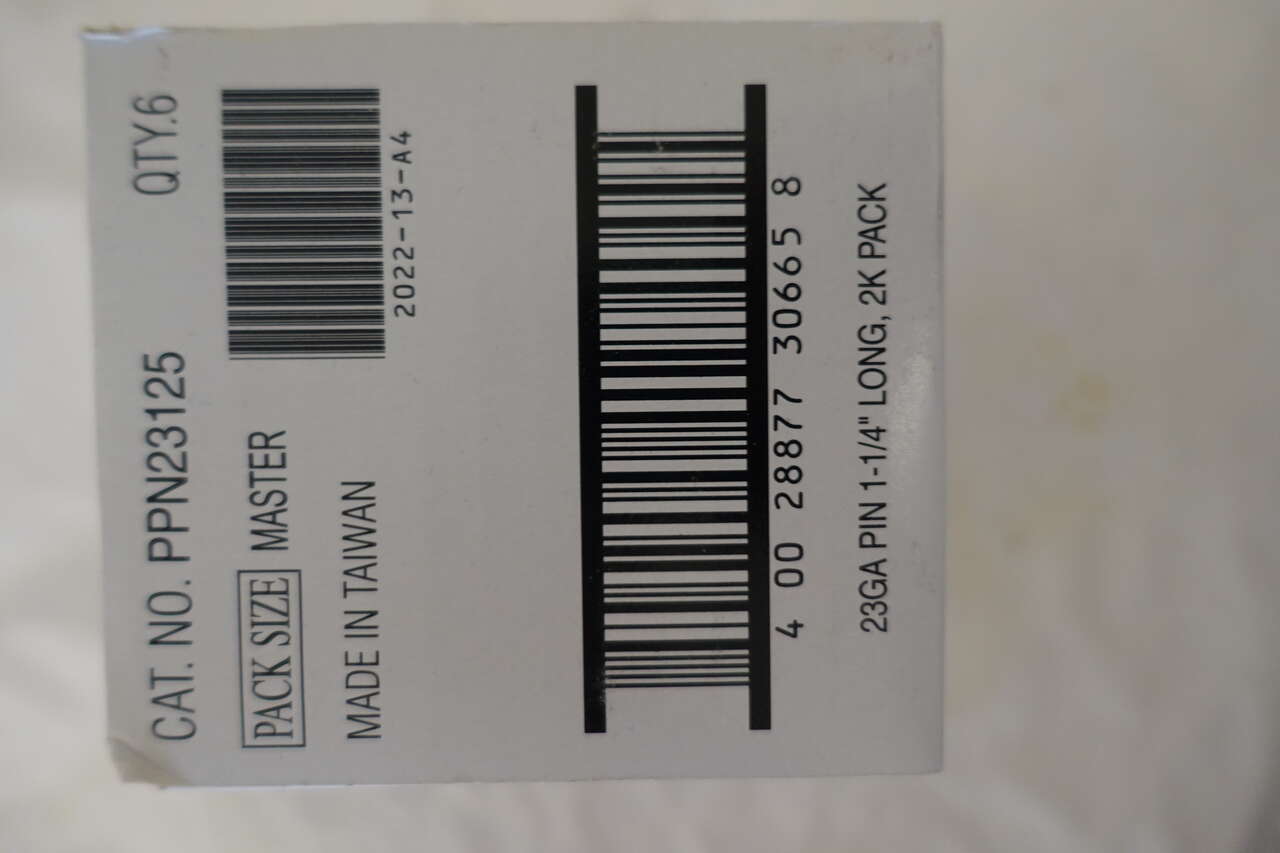 CAT. NO. PPN23125 QTY.6
PACK SIZE MASTER
2022-13-A4
MADE IN TAIWAN
4 00 28877 30665 8
23GA PIN 1-1/4" LONG, 2K PACK